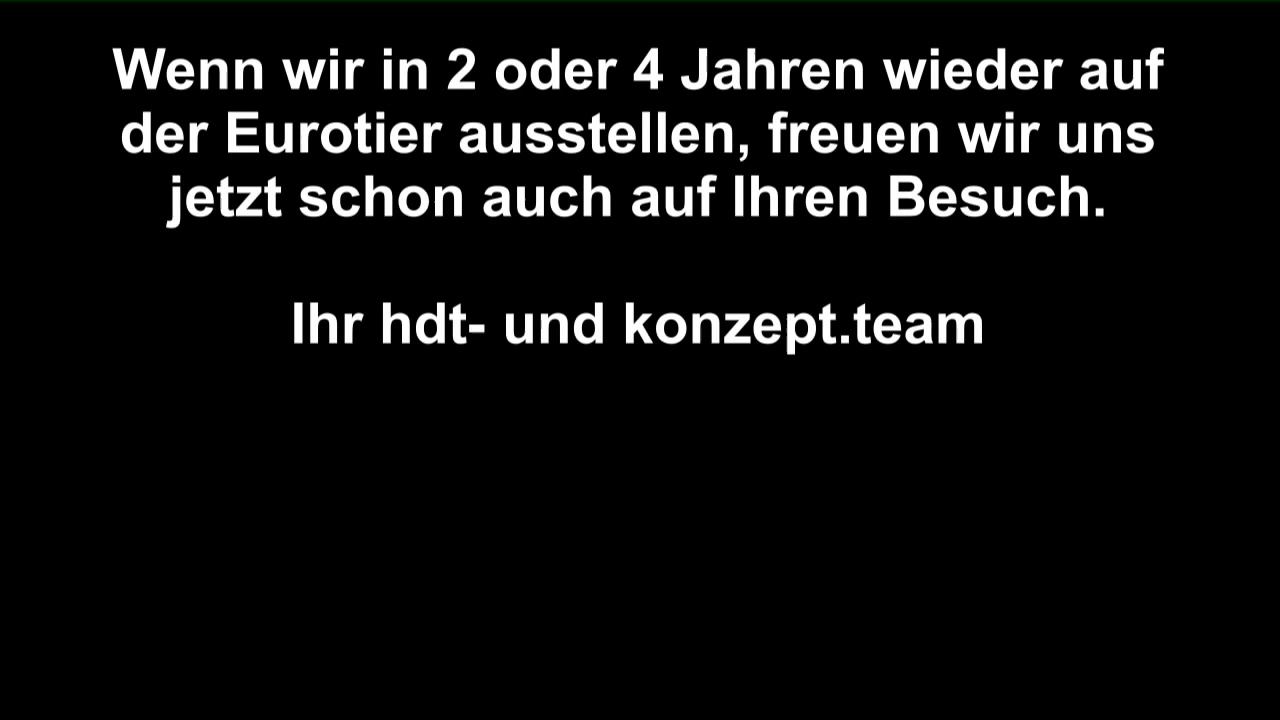 Wenn wir in 2 oder 4 Jahren wieder auf
der Eurotier ausstellen, freuen wir uns
jetzt schon auch auf Ihren Besuch.
Ihr hdt- und konzept.team